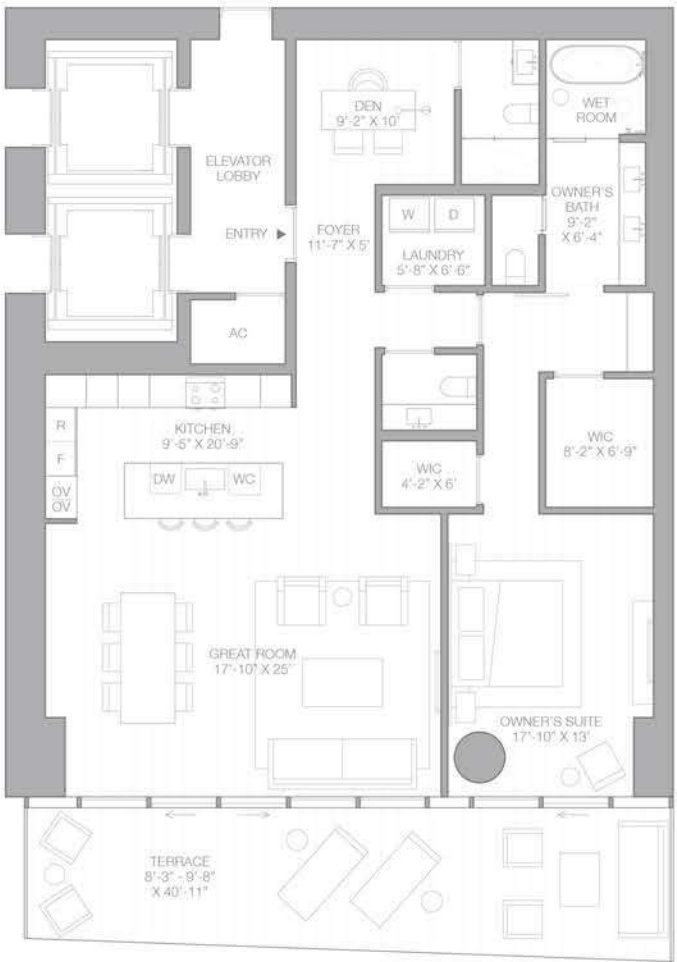 DEN
9'-2" X 10'
WET
ROOM
ELEVATOR
LOBBY
OWNER'S
BATH
9'-2"
X 6'-4"
W
D
ENTRY
FOYER
11'-7" X 5'
LAUNDRY
5'-8" X 6'-6"
AC
R
F
OV
OV
KITCHEN
9'-5" X 20'-9"
DW
WC
WIC
8'-2" X 6'-9"
WIC
4'-2" X 6'
GREAT ROOM
17'-10" X 25'
OWNER'S SUITE
17'-10" X 13'
TERRACE
8'-3" - 9'-8"
X 40'-11"